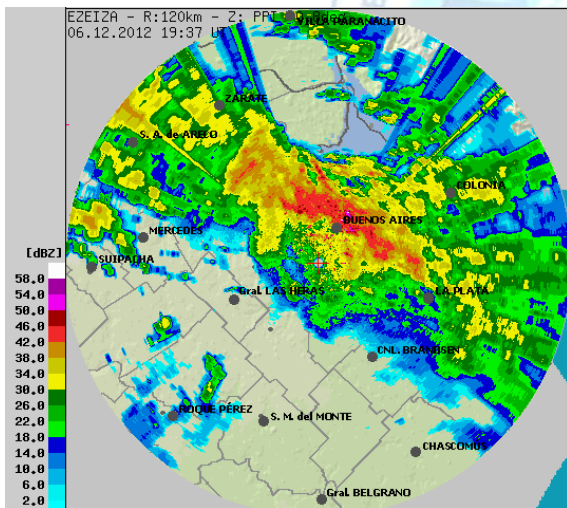 EZEIZA - R:120km - Z: PPI
06.12.2012 19:37 UT
VILLA PARANACITO
ZARATE
S. A. de ARECO
COLONIA
BUENOS AIRES
MERCEDES
[dBZ]
SUIPACHA
58.0
54.0
50.0
46.0
42.0
38.0
34.0
30.0
26.0
22.0
18.0
14.0
10.0
6.0
2.0
Gral. LAS HERAS
LA PLATA
CNL. BRANDSEN
ROQUE PÉREZ
S. M. del MONTE
CHASCOMUS
Gral. BELGRANO